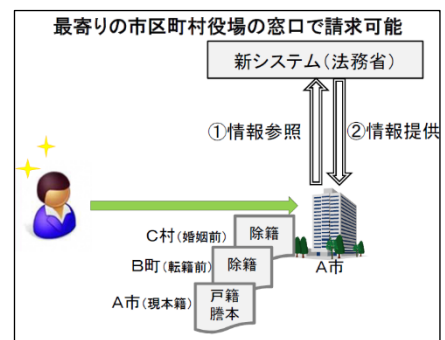 最寄りの市区町村役場の窓口で請求可能
新システム(法務省)
①情報参照
②情報提供
C村(婚姻前)
除籍
B町(転籍前)
除籍
A市(現本籍)
戸籍
謄本
A市